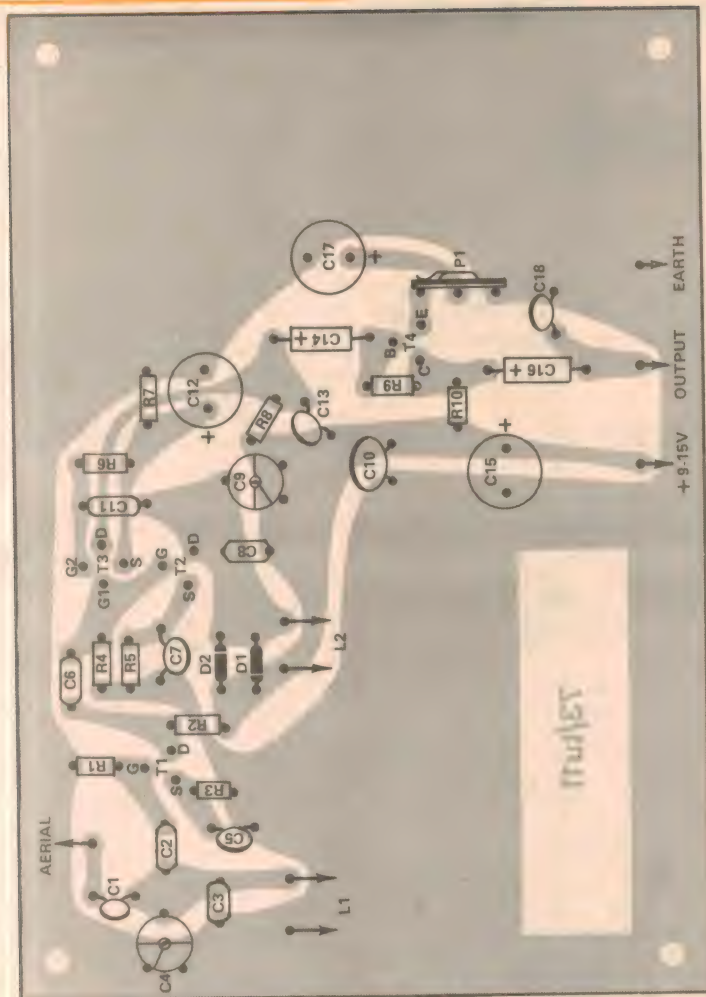 AERIAL
C1
C4
C2
C3
L1
C5
R1
G
T1
D
S
R3
R2
C6
R4
R5
C7
D2
D1
L2
G2
G1
T3
D
S
G
T2
D
S
C8
C11
R6
C9
R7
C12
+
R8
C13
C10
C14
+
C17
+
B
T4
E
C
R9
P1
R10
C15
+
C16
+
C18
+ 9-15V
OUTPUT
EARTH